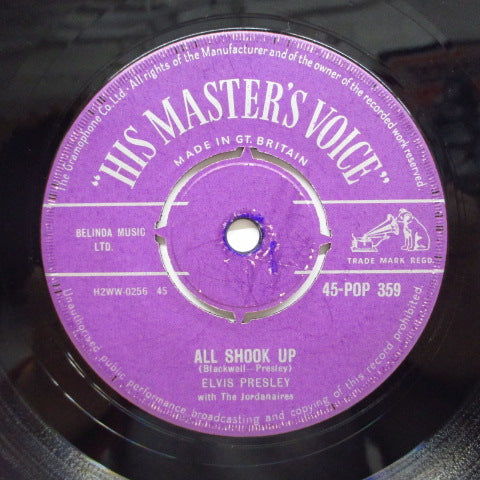 The Gramophone Co. Ltd. All rights of the Manufacturer and of the owner of the recorded work reserved.
"HIS MASTER'S VOICE"
MADE IN GT. BRITAIN
BELINDA MUSIC
LTD.
TRADE MARK REGD.
H2WW-0256 45
45-POP 359
ALL SHOOK UP
(Blackwell—Presley)
ELVIS PRESLEY
with The Jordanaires
Unauthorised public performance broadcasting and copying of this record prohibited.